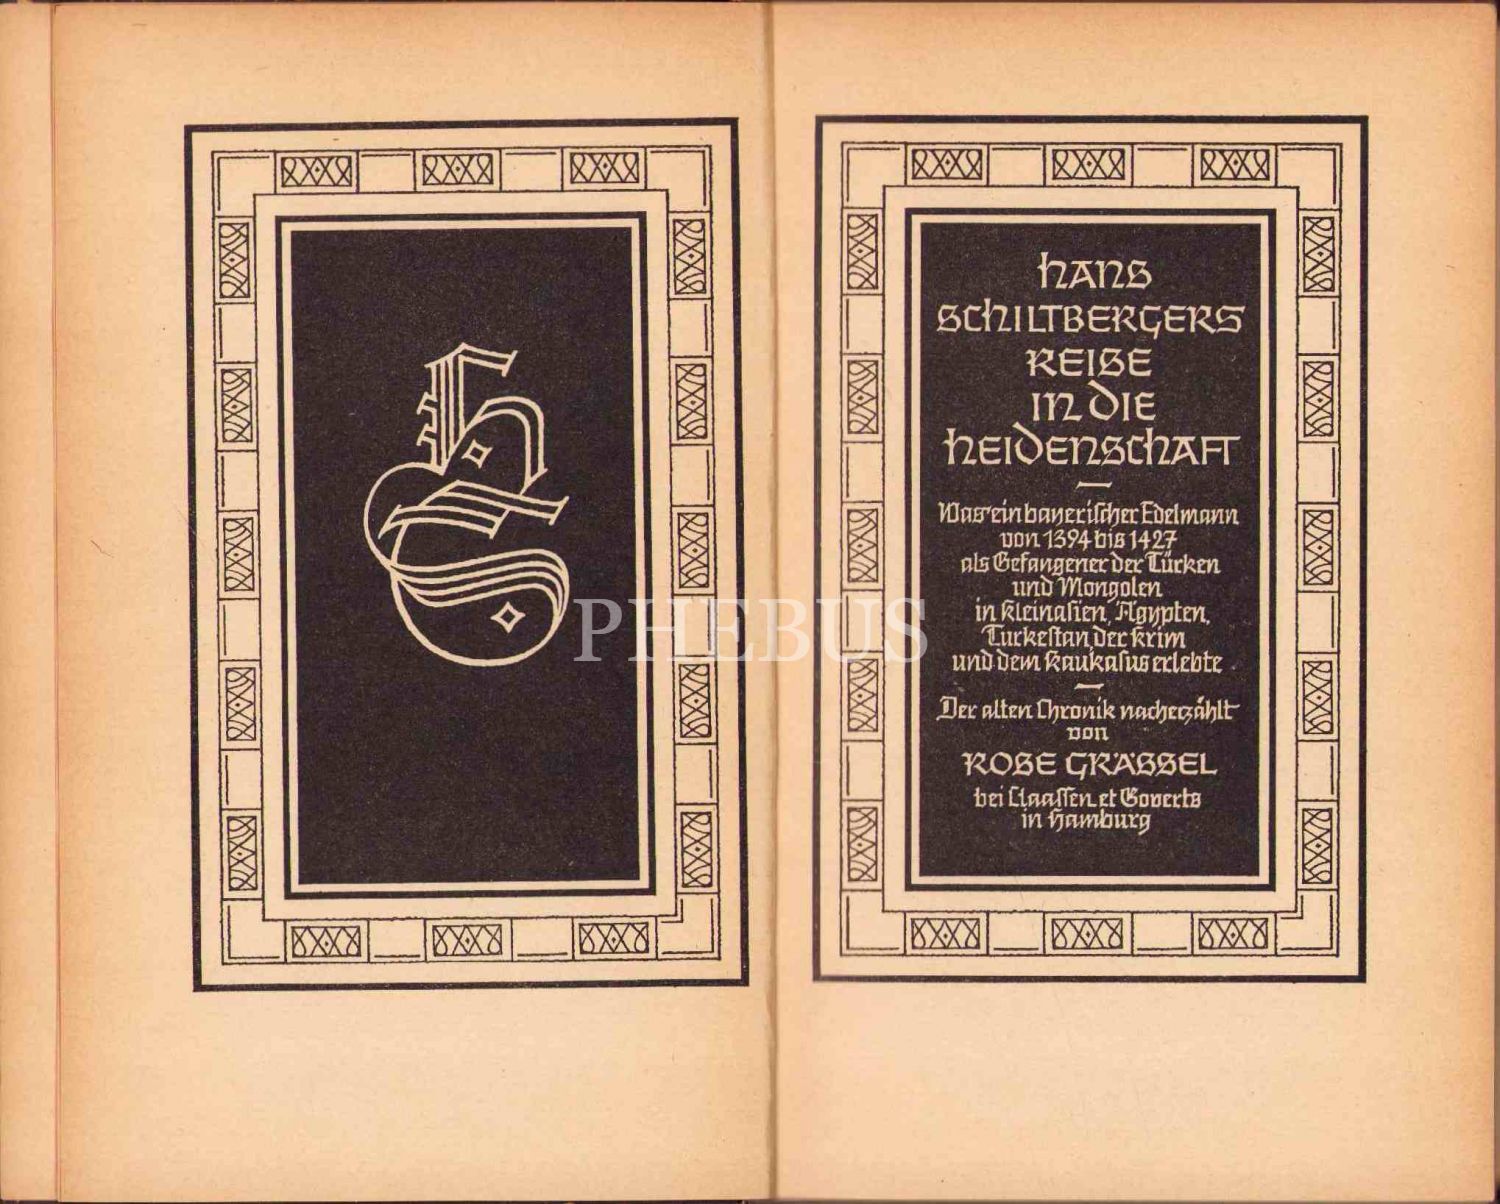 HANS
SCHILTBERGERS
REISE
IN DIE
HEIDENSCHAFT
Was ein bayerischer Edelmann
von 1394 bis 1427
als Gefangener der Türken
und Mongolen
in Kleinasien, Ägypten,
Turkestan, der Krim
und dem Kaukasus erlebte
Der alten Chronik nacherzählt
von
ROSE GRÄSSEL
bei Claassen et Goverts
in Hamburg
PHEBUS